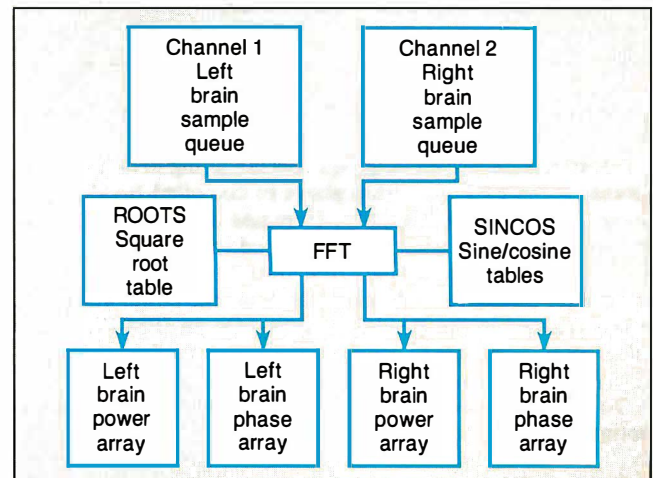 Channel 1
Left
brain
sample
queue
Channel 2
Right
brain
sample
queue
ROOTS
Square
root
table
FFT
SINCOS
Sine/cosine
tables
Left
brain
power
array
Left
brain
phase
array
Right
brain
power
array
Right
brain
phase
array